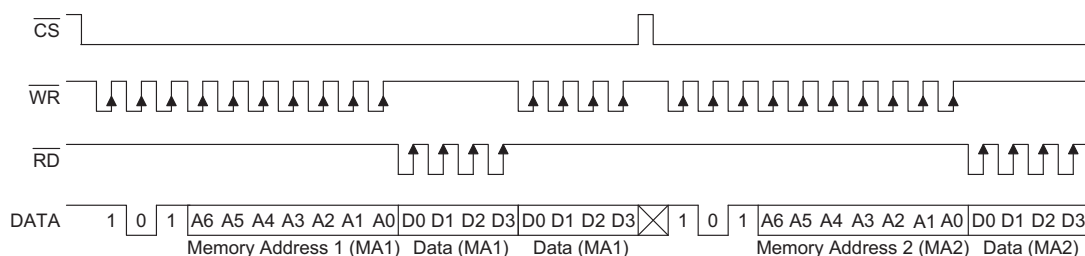 CS
WR
RD
DATA 1 0 1 A6 A5 A4 A3 A2 A1 A0 D0 D1 D2 D3 D0 D1 D2 D3 1 0 1 A6 A5 A4 A3 A2 A1 A0 D0 D1 D2 D3
Memory Address 1 (MA1) Data (MA1) Data (MA1) Memory Address 2 (MA2) Data (MA2)